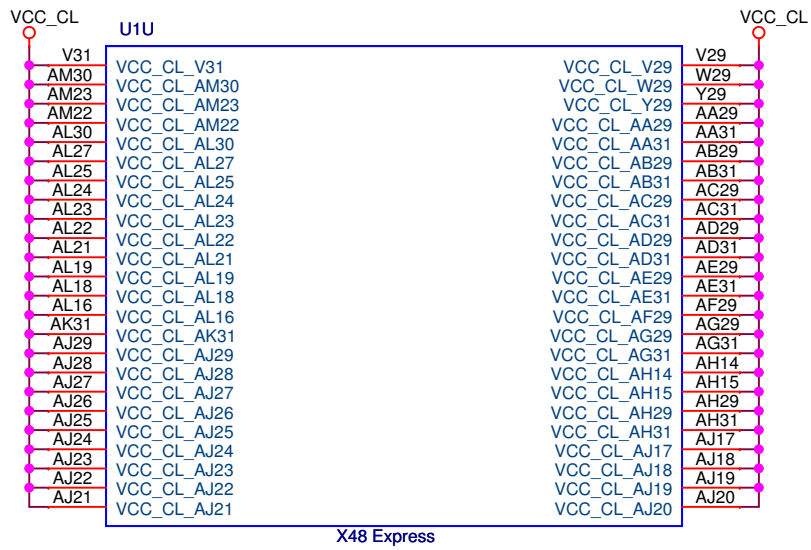 VCC_CL VCC_CL
U1U
V31 VCC_CL_V31 VCC_CL_V29 V29
AM30 VCC_CL_AM30 VCC_CL_W29 W29
AM23 VCC_CL_AM23 VCC_CL_Y29 Y29
AM22 VCC_CL_AM22 VCC_CL_AA29 AA29
AL30 VCC_CL_AL30 VCC_CL_AA31 AA31
AL27 VCC_CL_AL27 VCC_CL_AB29 AB29
AL25 VCC_CL_AL25 VCC_CL_AB31 AB31
AL24 VCC_CL_AL24 VCC_CL_AC29 AC29
AL23 VCC_CL_AL23 VCC_CL_AC31 AC31
AL22 VCC_CL_AL22 VCC_CL_AD29 AD29
AL21 VCC_CL_AL21 VCC_CL_AD31 AD31
AL19 VCC_CL_AL19 VCC_CL_AE29 AE29
AL18 VCC_CL_AL18 VCC_CL_AE31 AE31
AL16 VCC_CL_AL16 VCC_CL_AF29 AF29
AK31 VCC_CL_AK31 VCC_CL_AG29 AG29
AJ29 VCC_CL_AJ29 VCC_CL_AG31 AG31
AJ28 VCC_CL_AJ28 VCC_CL_AH14 AH14
AJ27 VCC_CL_AJ27 VCC_CL_AH15 AH15
AJ26 VCC_CL_AJ26 VCC_CL_AH29 AH29
AJ25 VCC_CL_AJ25 VCC_CL_AH31 AH31
AJ24 VCC_CL_AJ24 VCC_CL_AJ17 AJ17
AJ23 VCC_CL_AJ23 VCC_CL_AJ18 AJ18
AJ22 VCC_CL_AJ22 VCC_CL_AJ19 AJ19
AJ21 VCC_CL_AJ21 VCC_CL_AJ20 AJ20
X48 Express